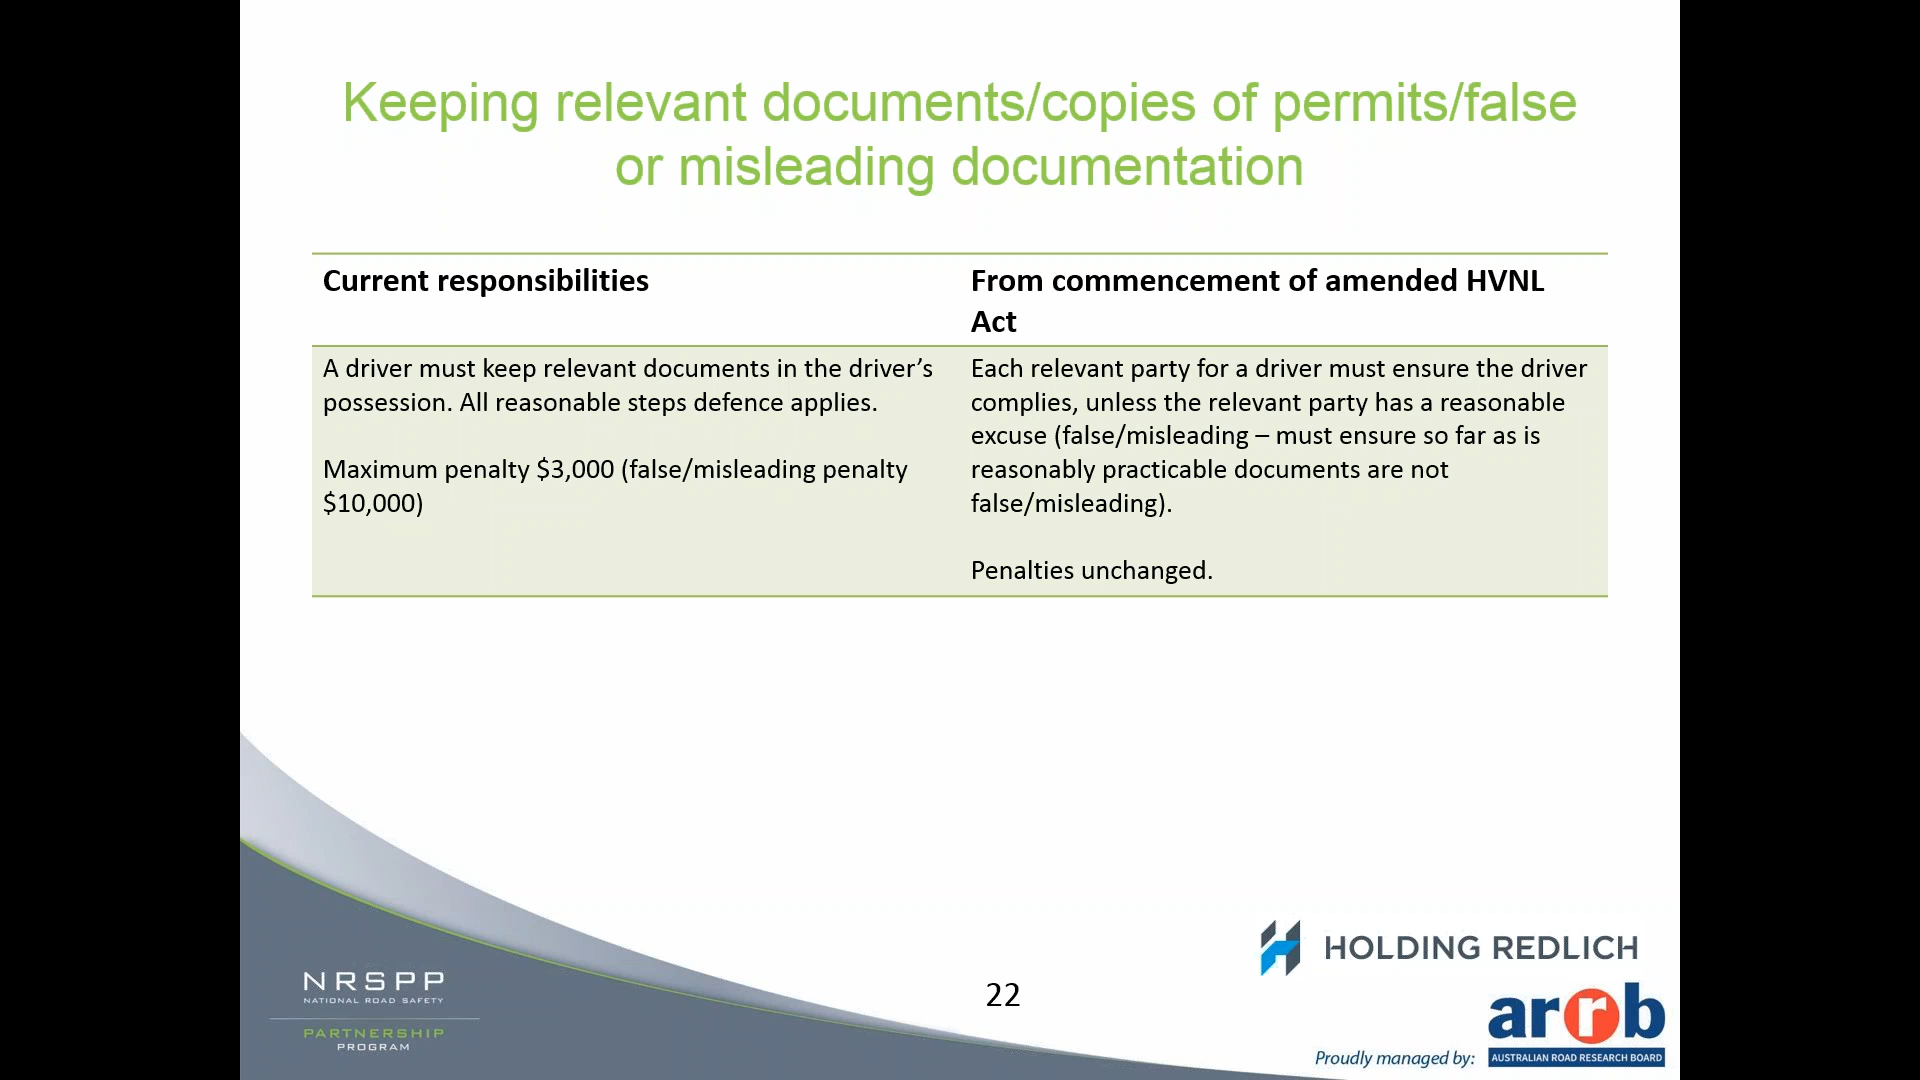 Keeping relevant documents/copies of permits/false
or misleading documentation
Current responsibilities
From commencement of amended HVNL
Act
A driver must keep relevant documents in the driver’s
possession. All reasonable steps defence applies.
Maximum penalty $3,000 (false/misleading penalty
$10,000)
Each relevant party for a driver must ensure the driver
complies, unless the relevant party has a reasonable
excuse (false/misleading – must ensure so far as is
reasonably practicable documents are not
false/misleading).
Penalties unchanged.
NRSPP
NATIONAL ROAD SAFETY
PARTNERSHIP
PROGRAM
22
HOLDING REDLICH
Proudly managed by:
arrb
AUSTRALIAN ROAD RESEARCH BOARD